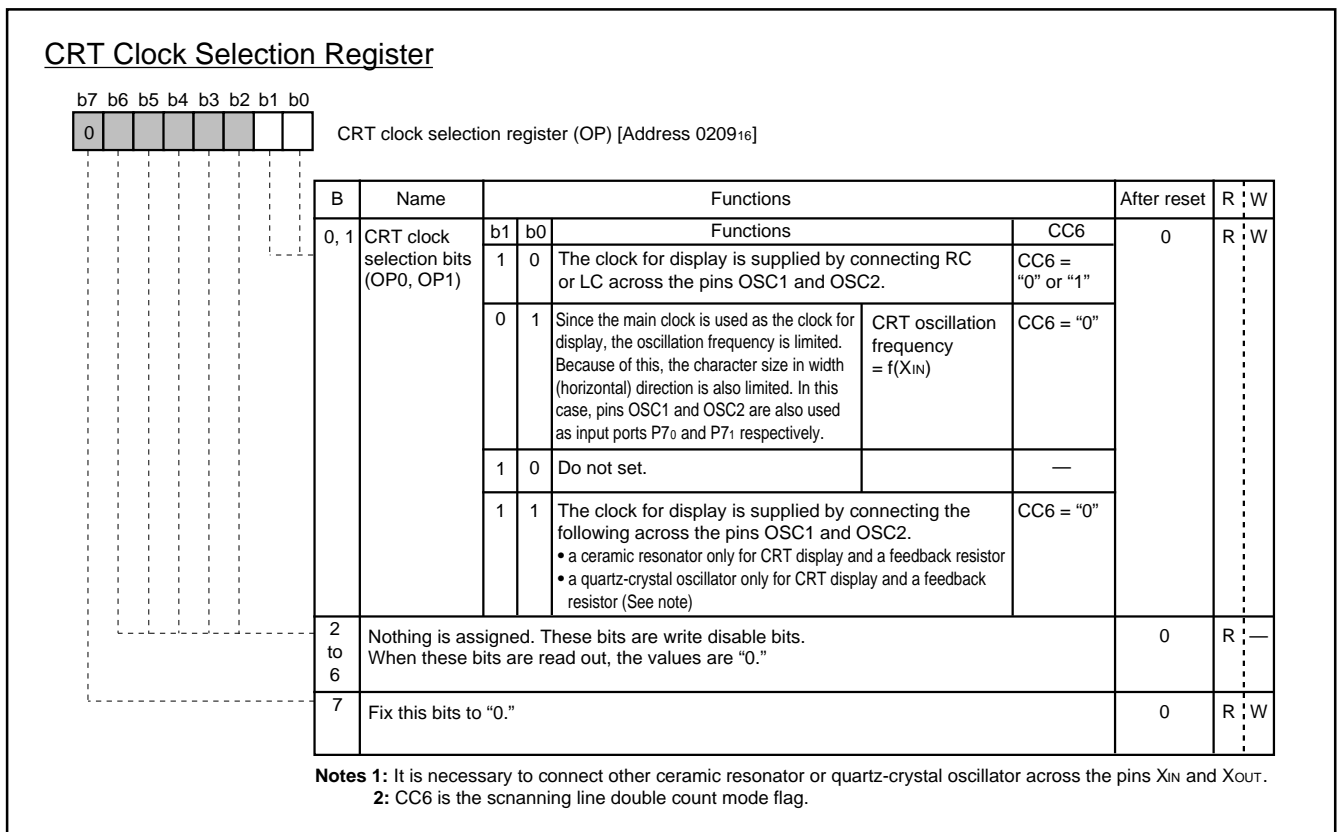 CRT Clock Selection Register
b7 b6 b5 b4 b3 b2 b1 b0
0
CRT clock selection register (OP) [Address 0209₁₆]
B Name Functions After reset R W
0, 1 CRT clock selection bits (OP0, OP1) 0 R W
b1 b0 Functions CC6
1 0 The clock for display is supplied by connecting RC
or LC across the pins OSC1 and OSC2.
CC6 =
“0” or “1”
0 1 Since the main clock is used as the clock for
display, the oscillation frequency is limited.
Because of this, the character size in width
(horizontal) direction is also limited. In this
case, pins OSC1 and OSC2 are also used
as input ports P7₀ and P7₁ respectively.
CRT oscillation
frequency
= f(XIN)
CC6 = “0”
1 0 Do not set. —
1 1 The clock for display is supplied by connecting the
following across the pins OSC1 and OSC2.
• a ceramic resonator only for CRT display and a feedback resistor
• a quartz-crystal oscillator only for CRT display and a feedback
resistor (See note)
CC6 = “0”
2
to
6
Nothing is assigned. These bits are write disable bits.
When these bits are read out, the values are “0.”
0 R —
7 Fix this bits to “0.” 0 R W
Notes 1: It is necessary to connect other ceramic resonator or quartz-crystal oscillator across the pins XIN and XOUT.
2: CC6 is the scnanning line double count mode flag.